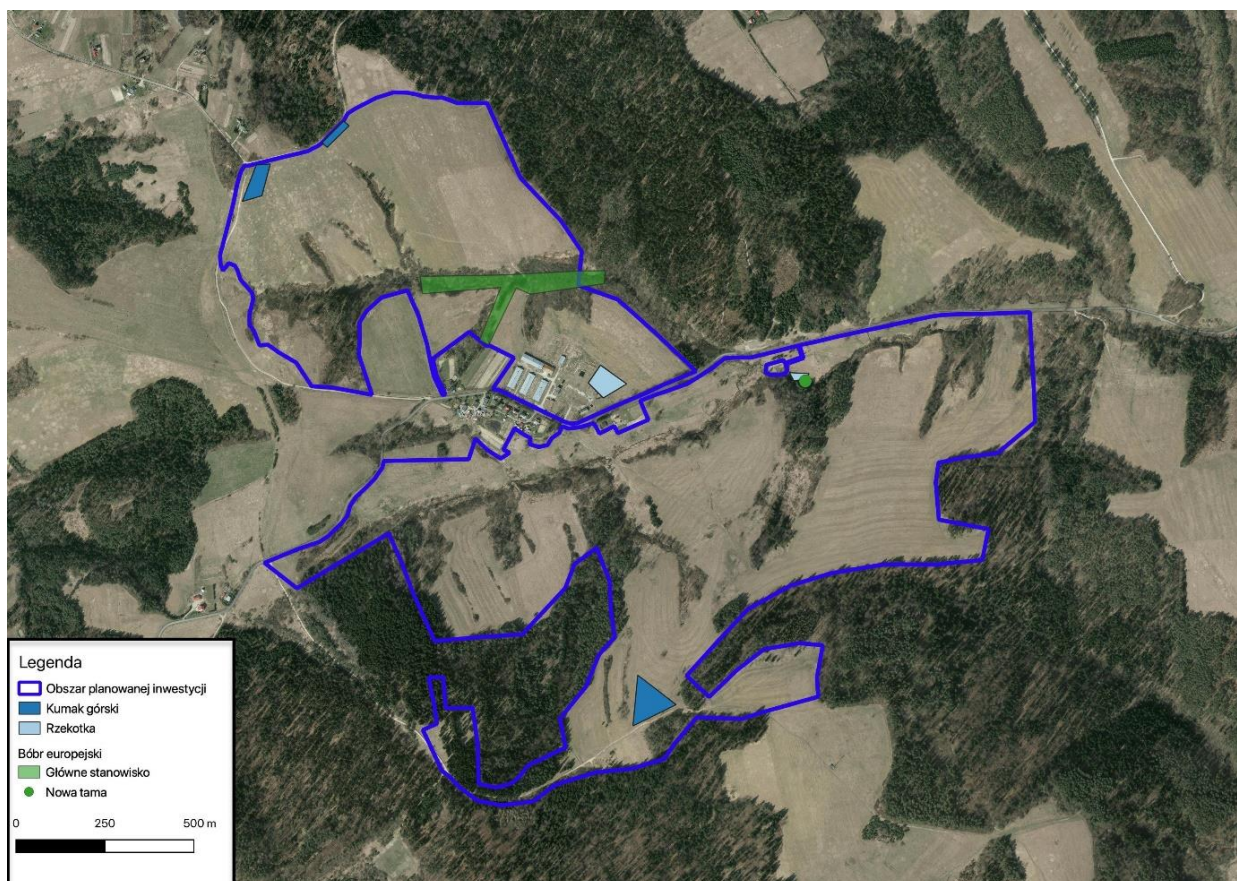 Legenda
Obszar planowanej inwestycji
Kumak górski
Rzekotka
Bóbr europejski
Główne stanowisko
Nowa tama
0 250 500 m